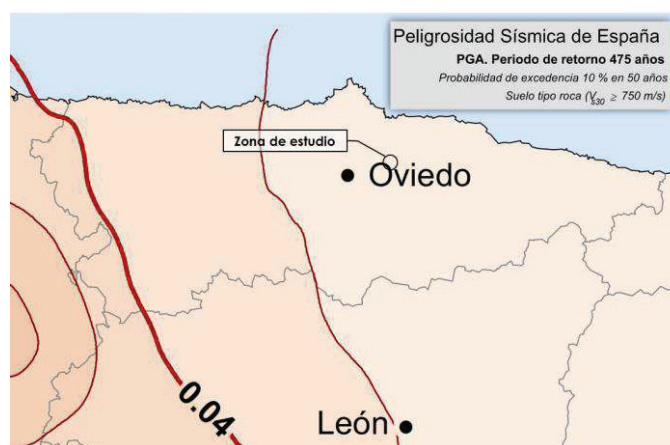 Peligrosidad Sísmica de España
PGA. Periodo de retorno 475 años
Probabilidad de excedencia 10 % en 50 años
Suelo tipo roca (Vs30 ≥ 750 m/s)
Zona de estudio
Oviedo
0.04
León